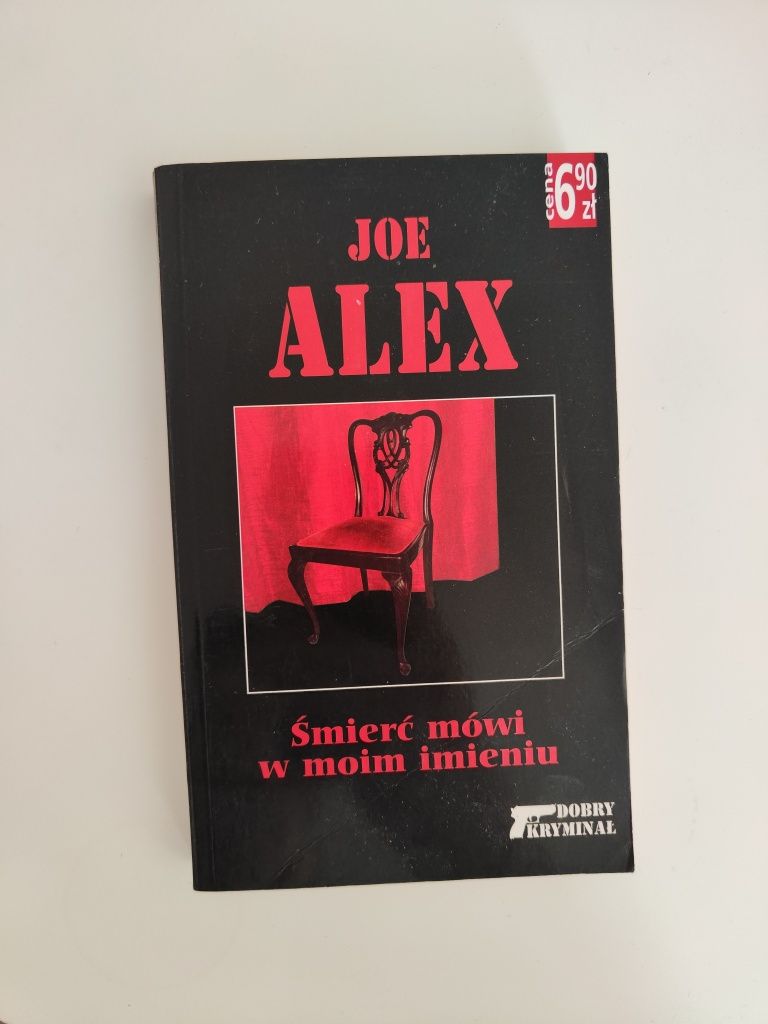 cena 6 90 zł
JOE
ALEX
Śmierć mówi
w moim imieniu
DOBRY
KRYMINAŁ